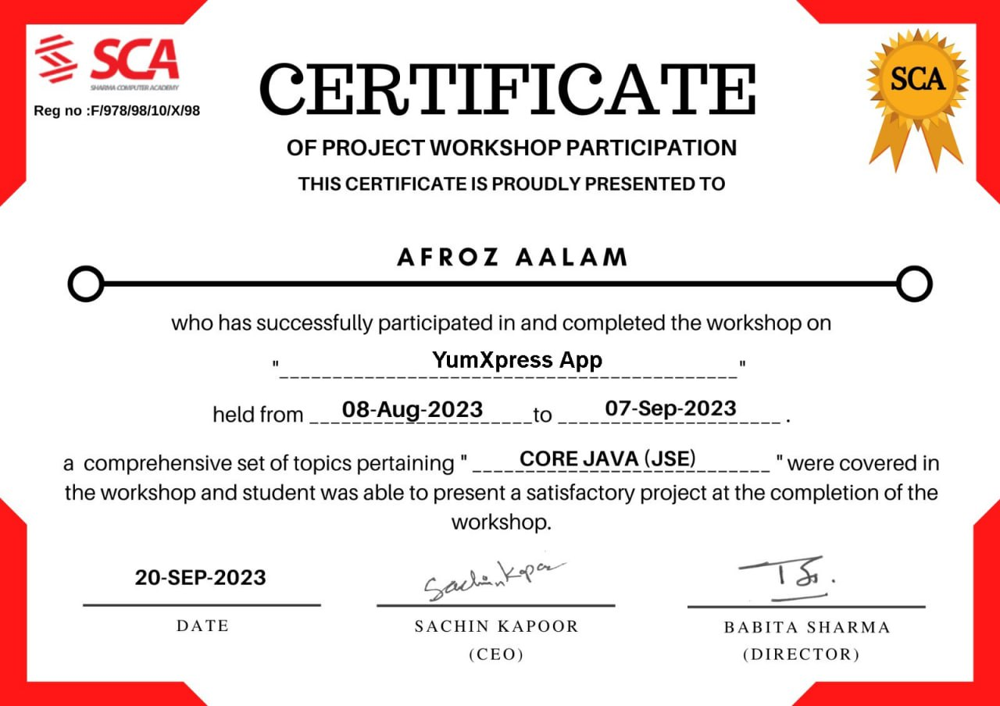 SCA
SHARMA COMPUTER ACADEMY
Reg no :F/978/98/10/X/98
SCA
CERTIFICATE
OF PROJECT WORKSHOP PARTICIPATION
THIS CERTIFICATE IS PROUDLY PRESENTED TO
AFROZ AALAM
who has successfully participated in and completed the workshop on
" YumXpress App "
held from 08-Aug-2023 to 07-Sep-2023 .
a comprehensive set of topics pertaining " CORE JAVA (JSE) " were covered in
the workshop and student was able to present a satisfactory project at the completion of the
workshop.
20-SEP-2023
Sachin Kapoor
DATE
SACHIN KAPOOR
(CEO)
BABITA SHARMA
(DIRECTOR)